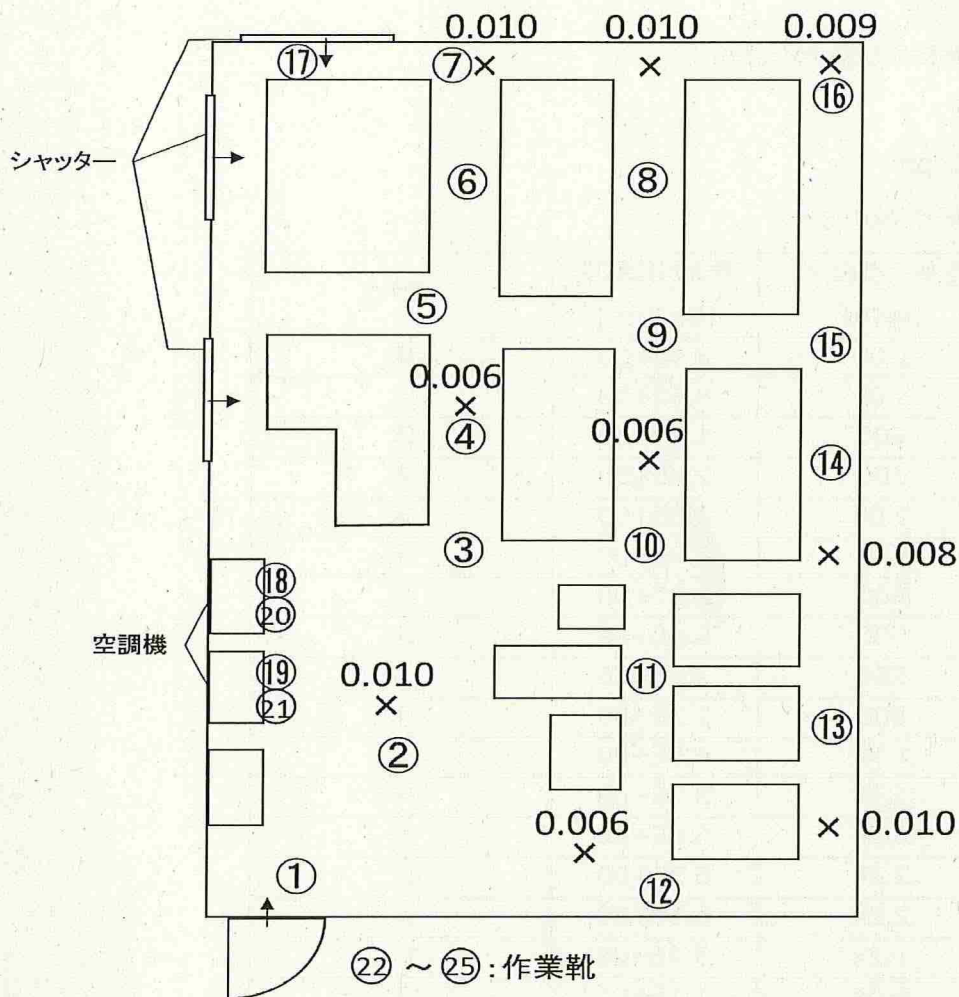 0.010 0.010 0.009
⑰ ⑦ ⑯
シャッター
⑥ ⑧
⑤ ⑨ ⑮
0.006
④ 0.006 ⑭
③ ⑩ 0.008
⑱
⑳
空調機
⑲ 0.010 ⑪
㉑
② ⑬
0.006 0.010
① ⑫
㉒ ~ ㉕:作業靴